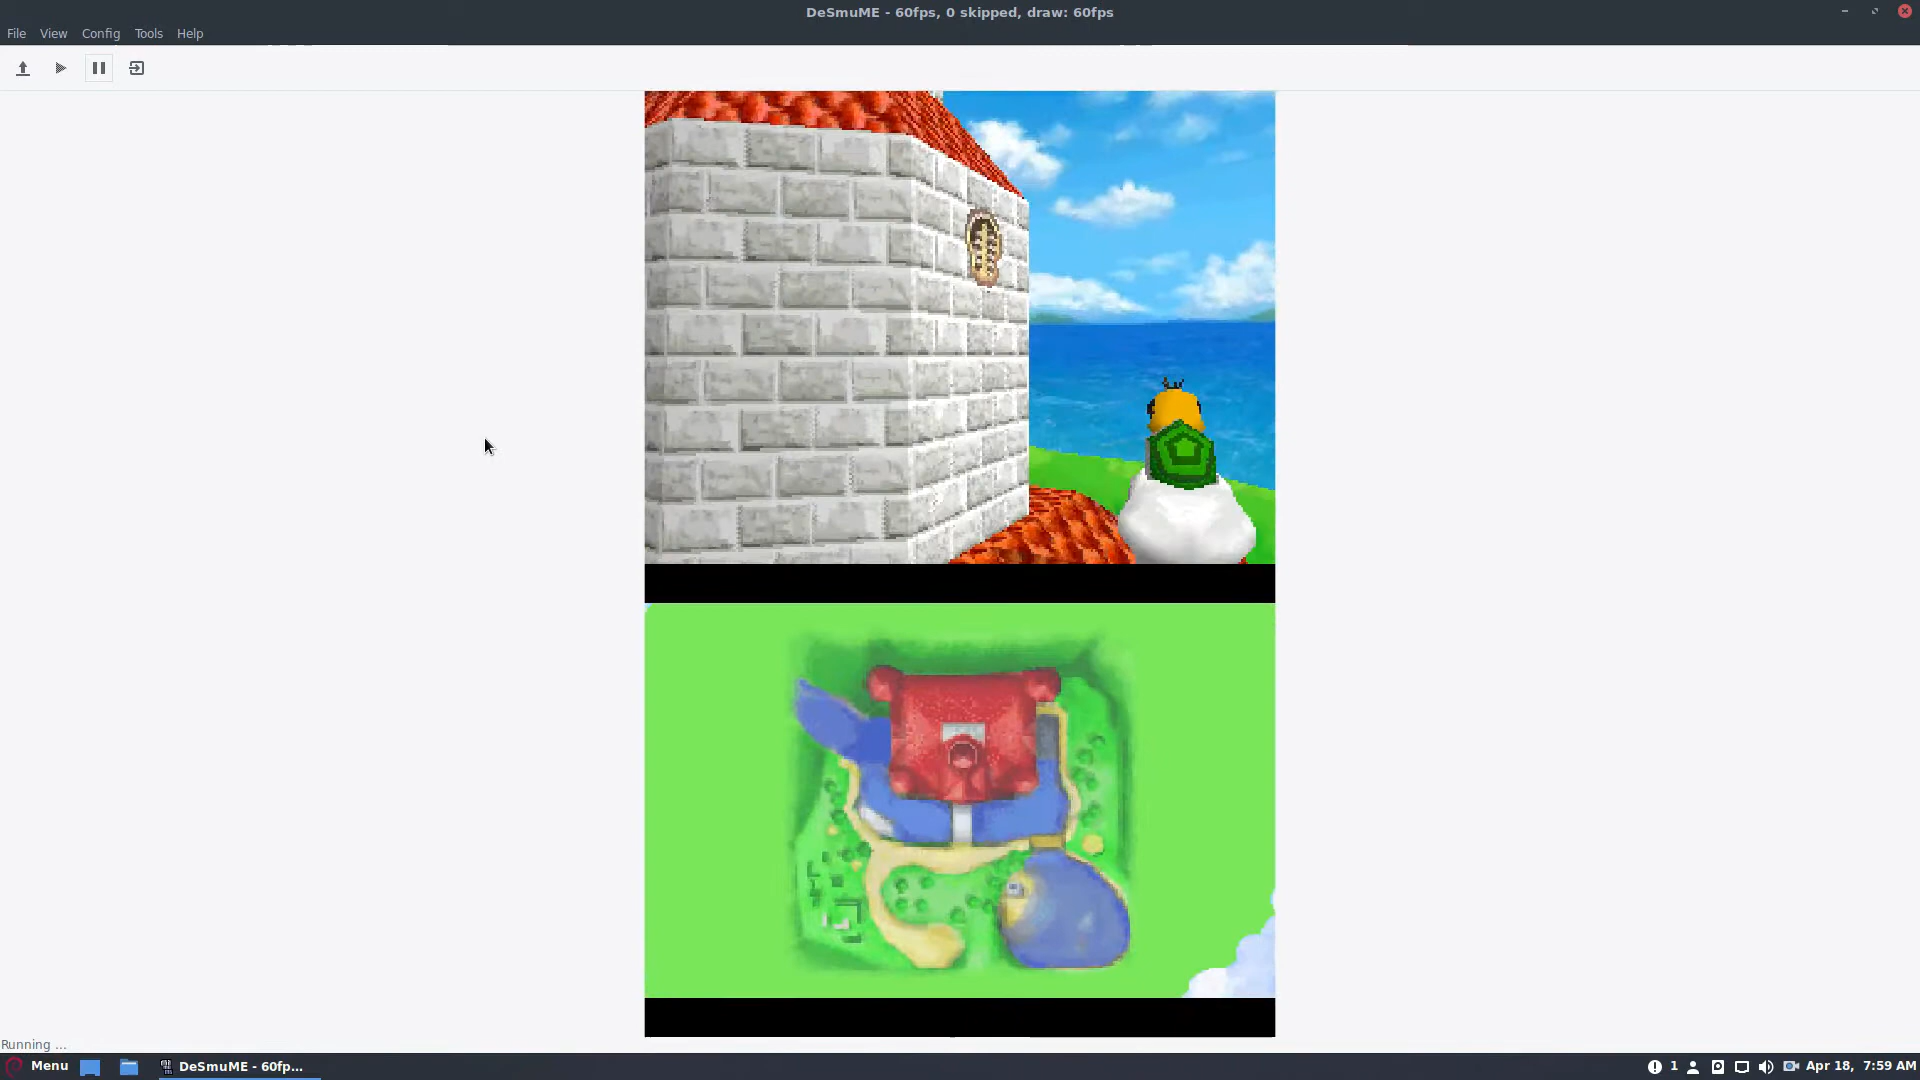 DeSmuME - 60fps, 0 skipped, draw: 60fps
File View Config Tools Help
Running ...
Menu DeSmuME - 60fp... 1 Apr 18, 7:59 AM